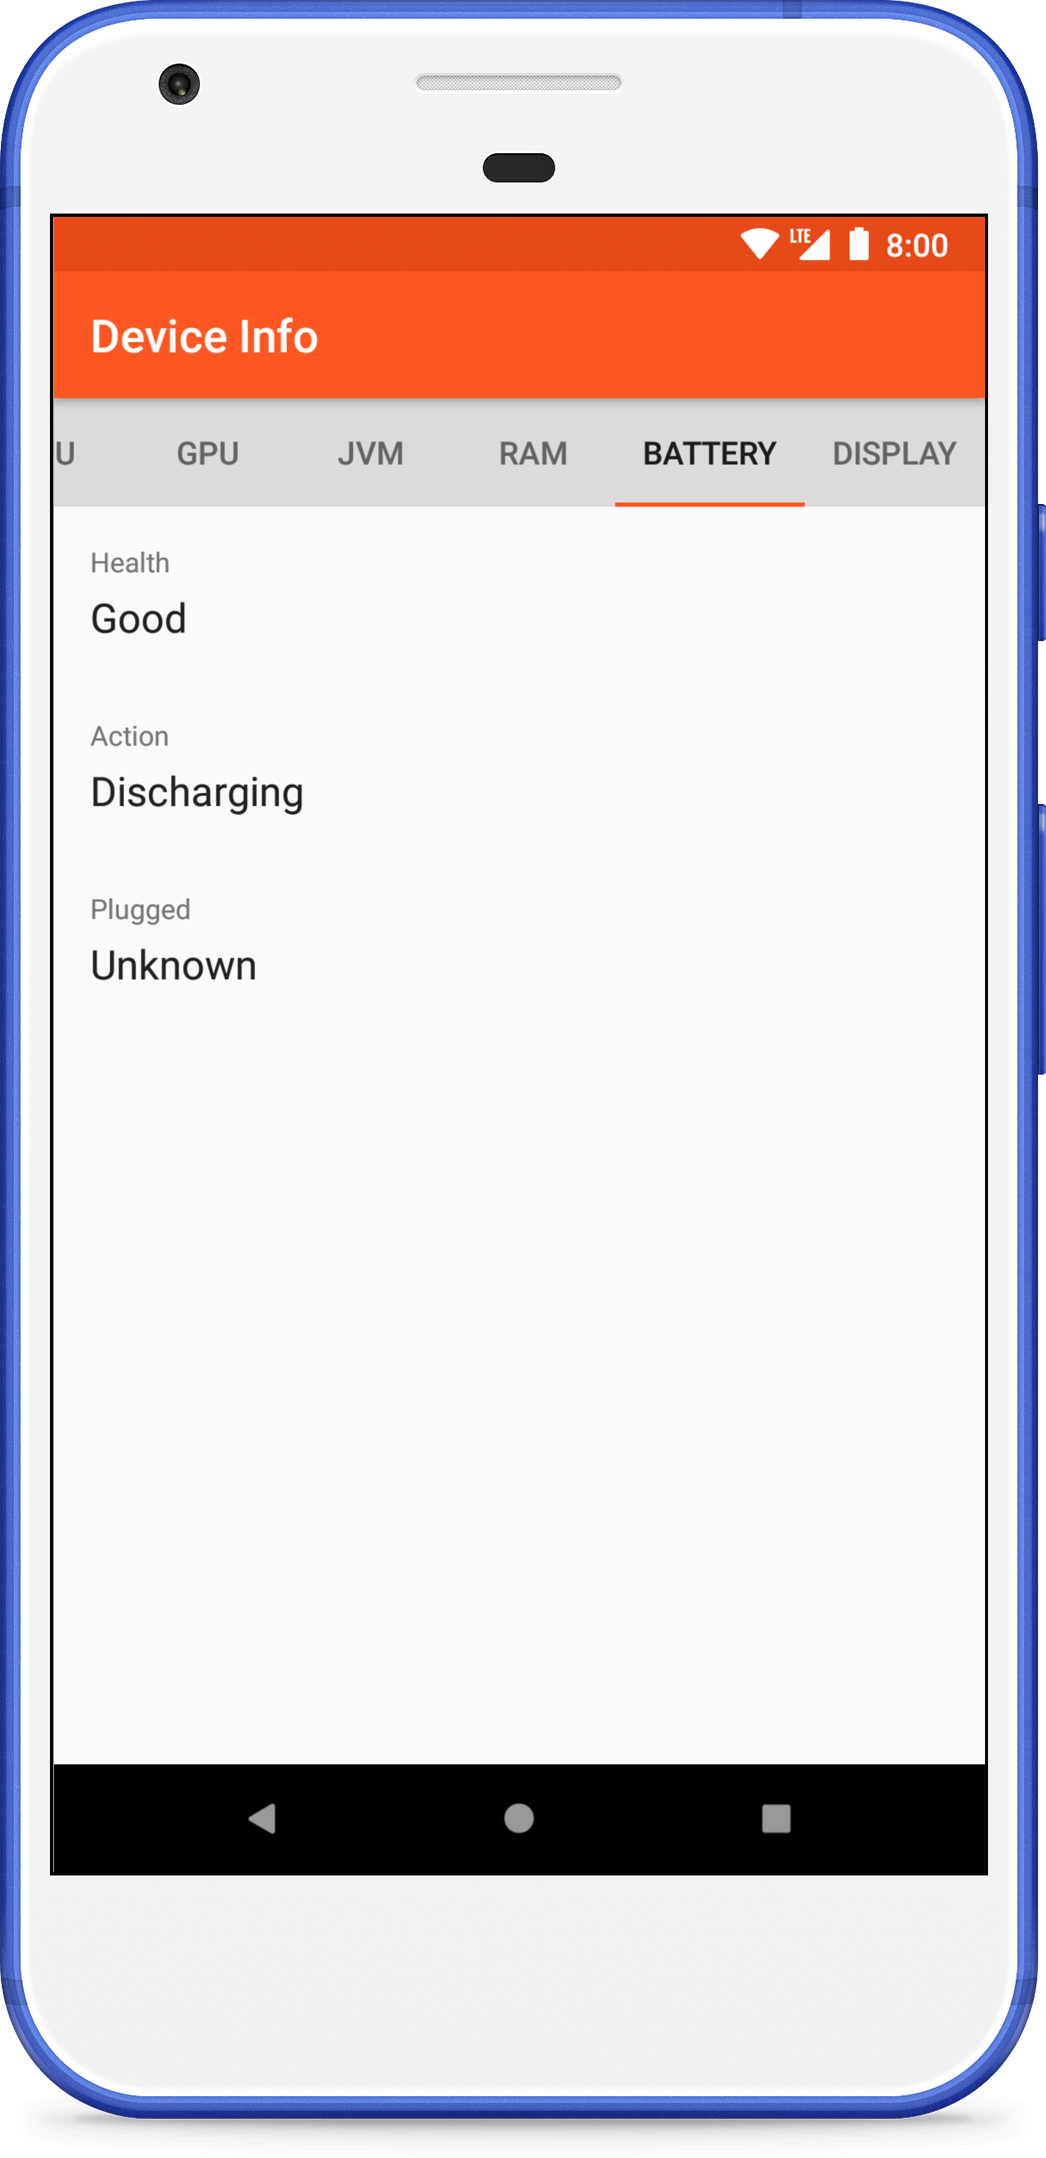 LTE 8:00
Device Info
U GPU JVM RAM BATTERY DISPLAY
Health
Good
Action
Discharging
Plugged
Unknown